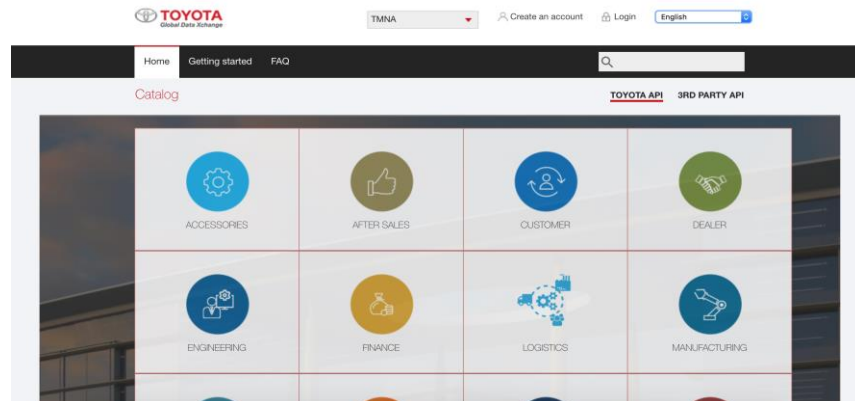 TOYOTA
Global Data Xchange
TMNA
Create an account
Login
English
Home
Getting started
FAQ
Catalog
TOYOTA API
3RD PARTY API
ACCESSORIES
AFTER SALES
CUSTOMER
DEALER
ENGINEERING
FINANCE
LOGISTICS
MANUFACTURING